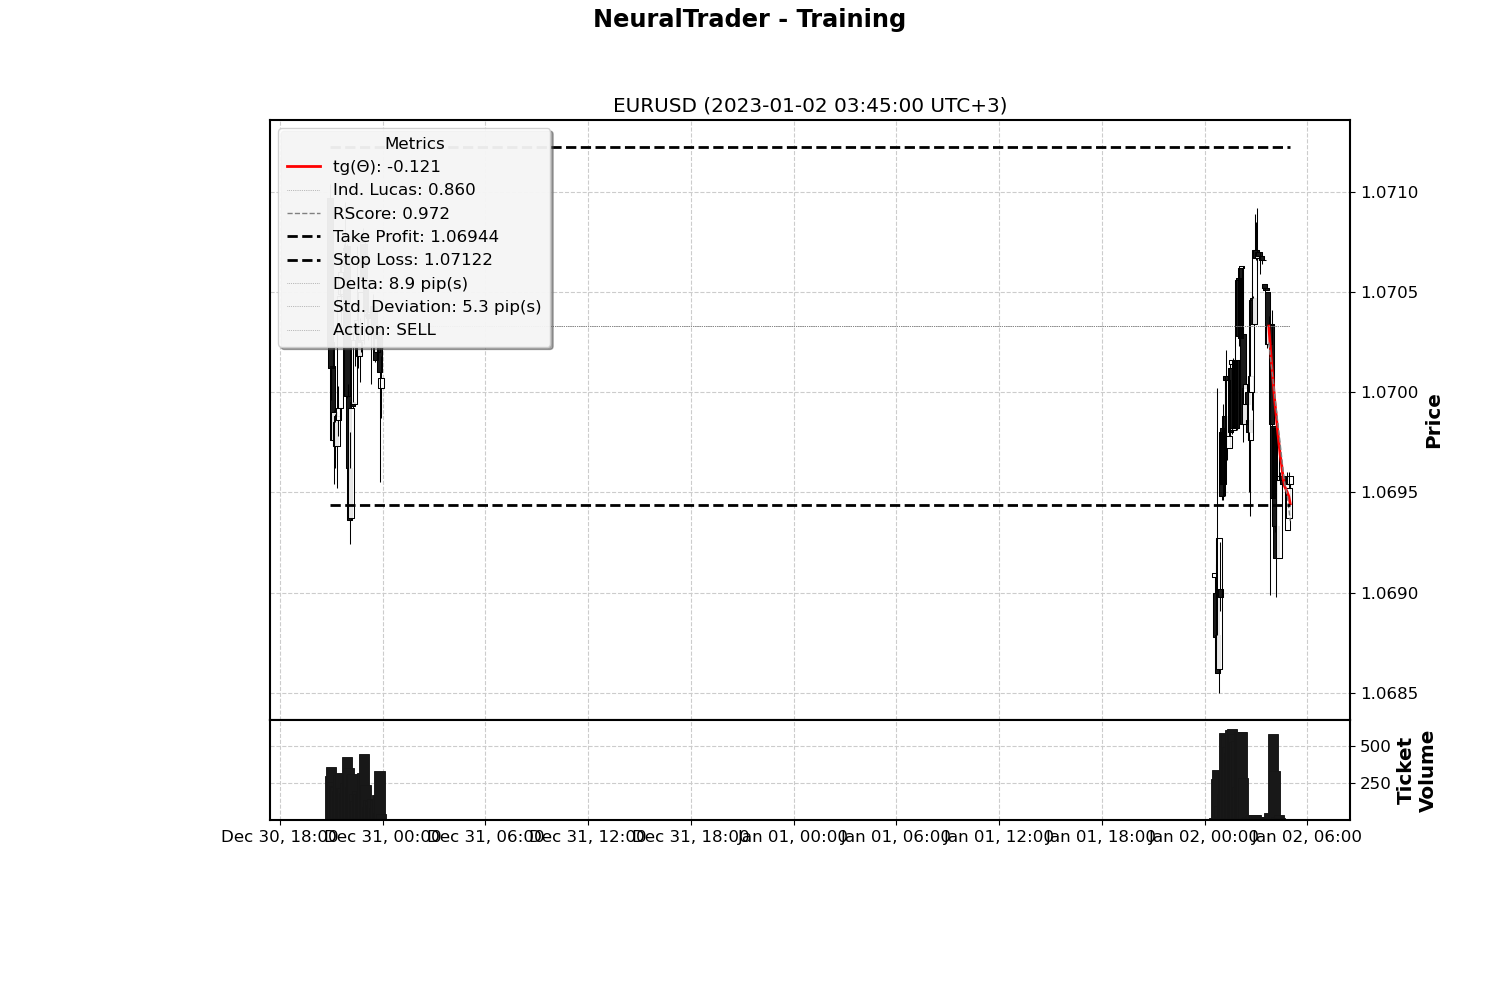 NeuralTrader - Training
EURUSD (2023-01-02 03:45:00 UTC+3)
Metrics
tg(Θ): -0.121
Ind. Lucas: 0.860
RScore: 0.972
Take Profit: 1.06944
Stop Loss: 1.07122
Delta: 8.9 pip(s)
Std. Deviation: 5.3 pip(s)
Action: SELL
1.0710
1.0705
1.0700
1.0695
1.0690
1.0685
Price
500
250
Ticket
Volume
Dec 30, 18:00
Dec 31, 00:00
Dec 31, 06:00
Dec 31, 12:00
Dec 31, 18:00
Jan 01, 00:00
Jan 01, 06:00
Jan 01, 12:00
Jan 01, 18:00
Jan 02, 00:00
Jan 02, 06:00